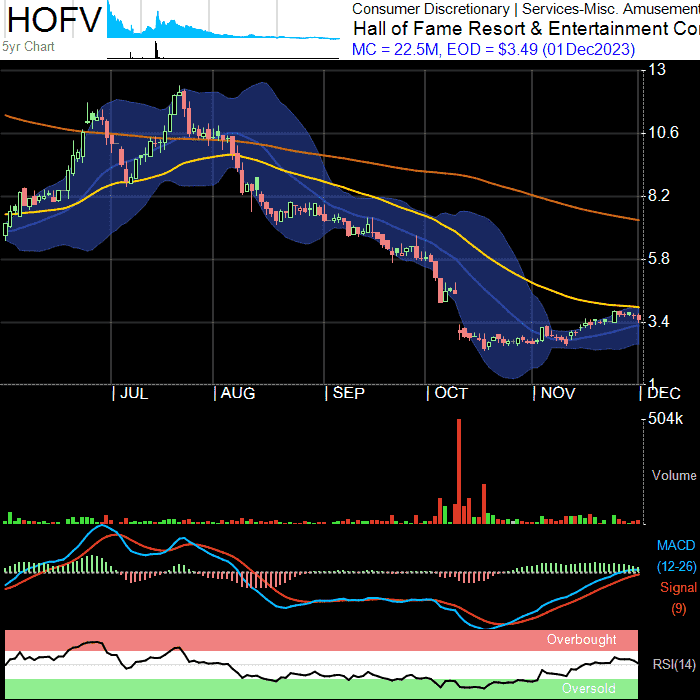 HOFV
5yr Chart
Consumer Discretionary | Services-Misc. Amusement
Hall of Fame Resort & Entertainment Co
MC = 22.5M, EOD = $3.49 (01Dec2023)
13
10.6
8.2
5.8
3.4
1
JUL AUG SEP OCT NOV DEC
504k
Volume
MACD
(12-26)
Signal
(9)
Overbought
RSI(14)
Oversold